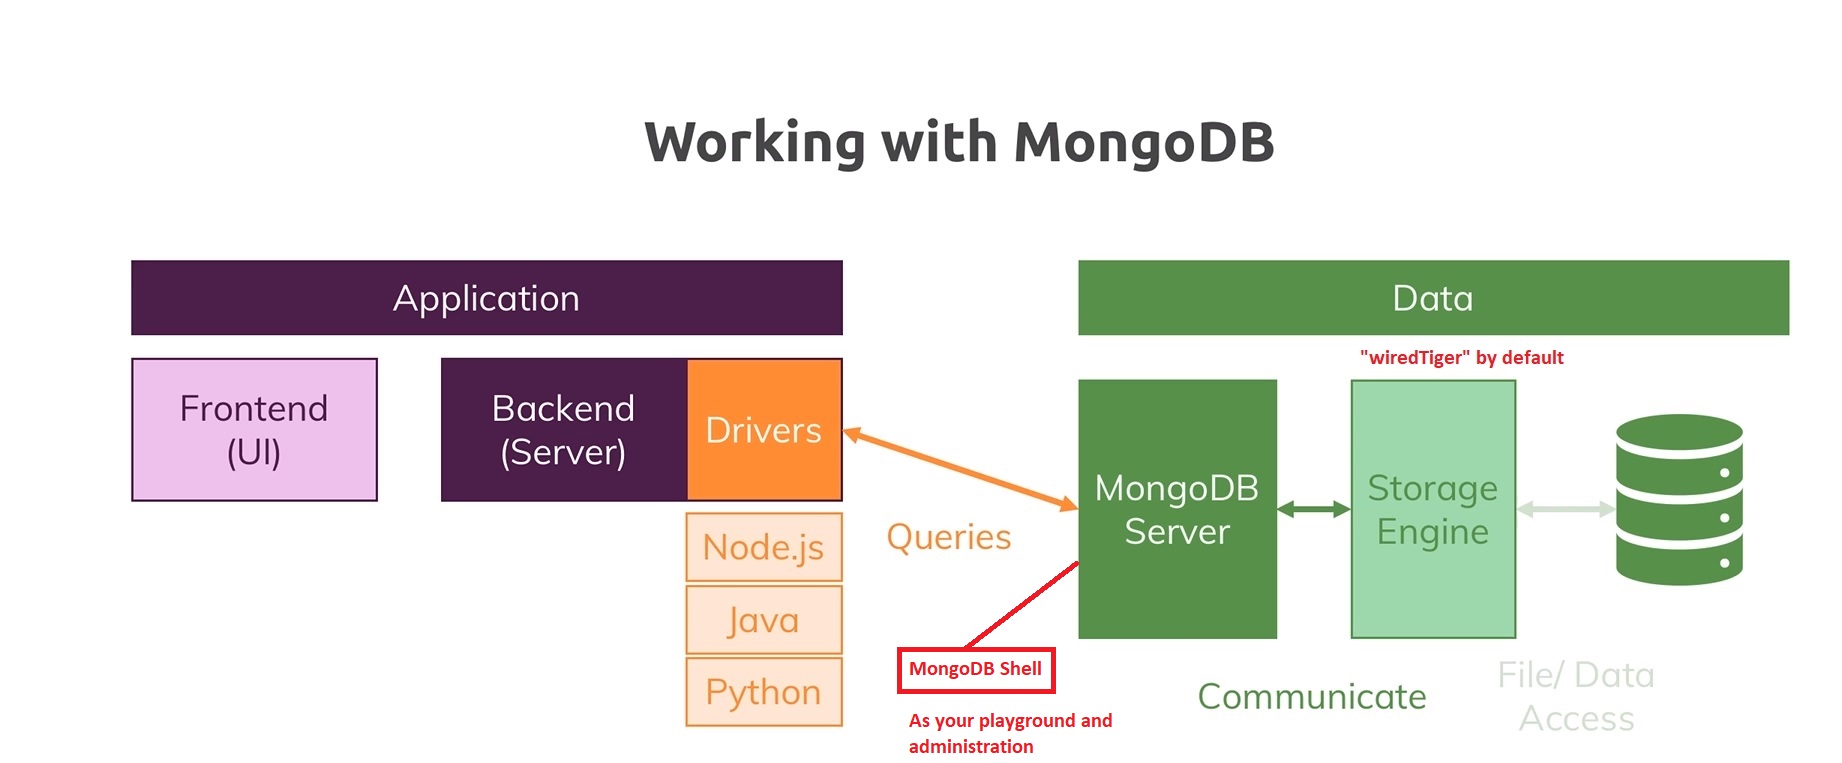 Working with MongoDB
Application
Data
"wiredTiger" by default
Frontend
(UI)
Backend
(Server)
Drivers
Node.js
Java
Python
Queries
MongoDB
Server
Storage
Engine
MongoDB Shell
As your playground and
administration
Communicate
File/ Data
Access